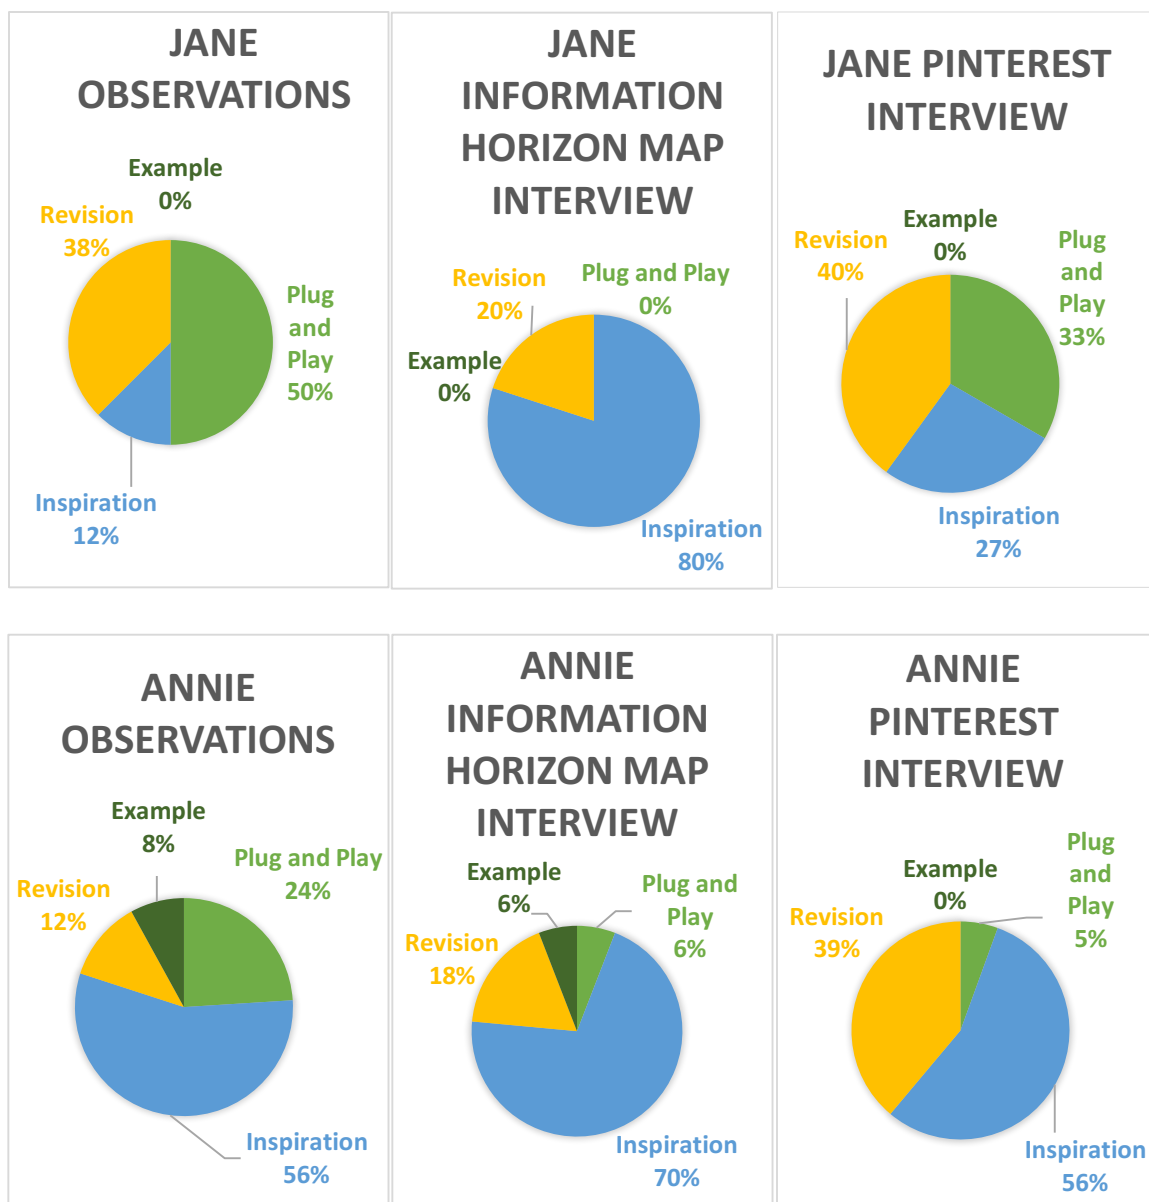 JANE
OBSERVATIONS
Example
0%
Revision
38%
Plug
and
Play
50%
Inspiration
12%
JANE
INFORMATION
HORIZON MAP
INTERVIEW
Revision
20%
Plug and Play
0%
Example
0%
Inspiration
80%
JANE PINTEREST
INTERVIEW
Example
0%
Revision
40%
Plug
and
Play
33%
Inspiration
27%
ANNIE
OBSERVATIONS
Example
8%
Plug and Play
24%
Revision
12%
Inspiration
56%
ANNIE
INFORMATION
HORIZON MAP
INTERVIEW
Example
6%
Plug and
Play
6%
Revision
18%
Inspiration
70%
ANNIE
PINTEREST
INTERVIEW
Example
0%
Plug
and
Play
5%
Revision
39%
Inspiration
56%